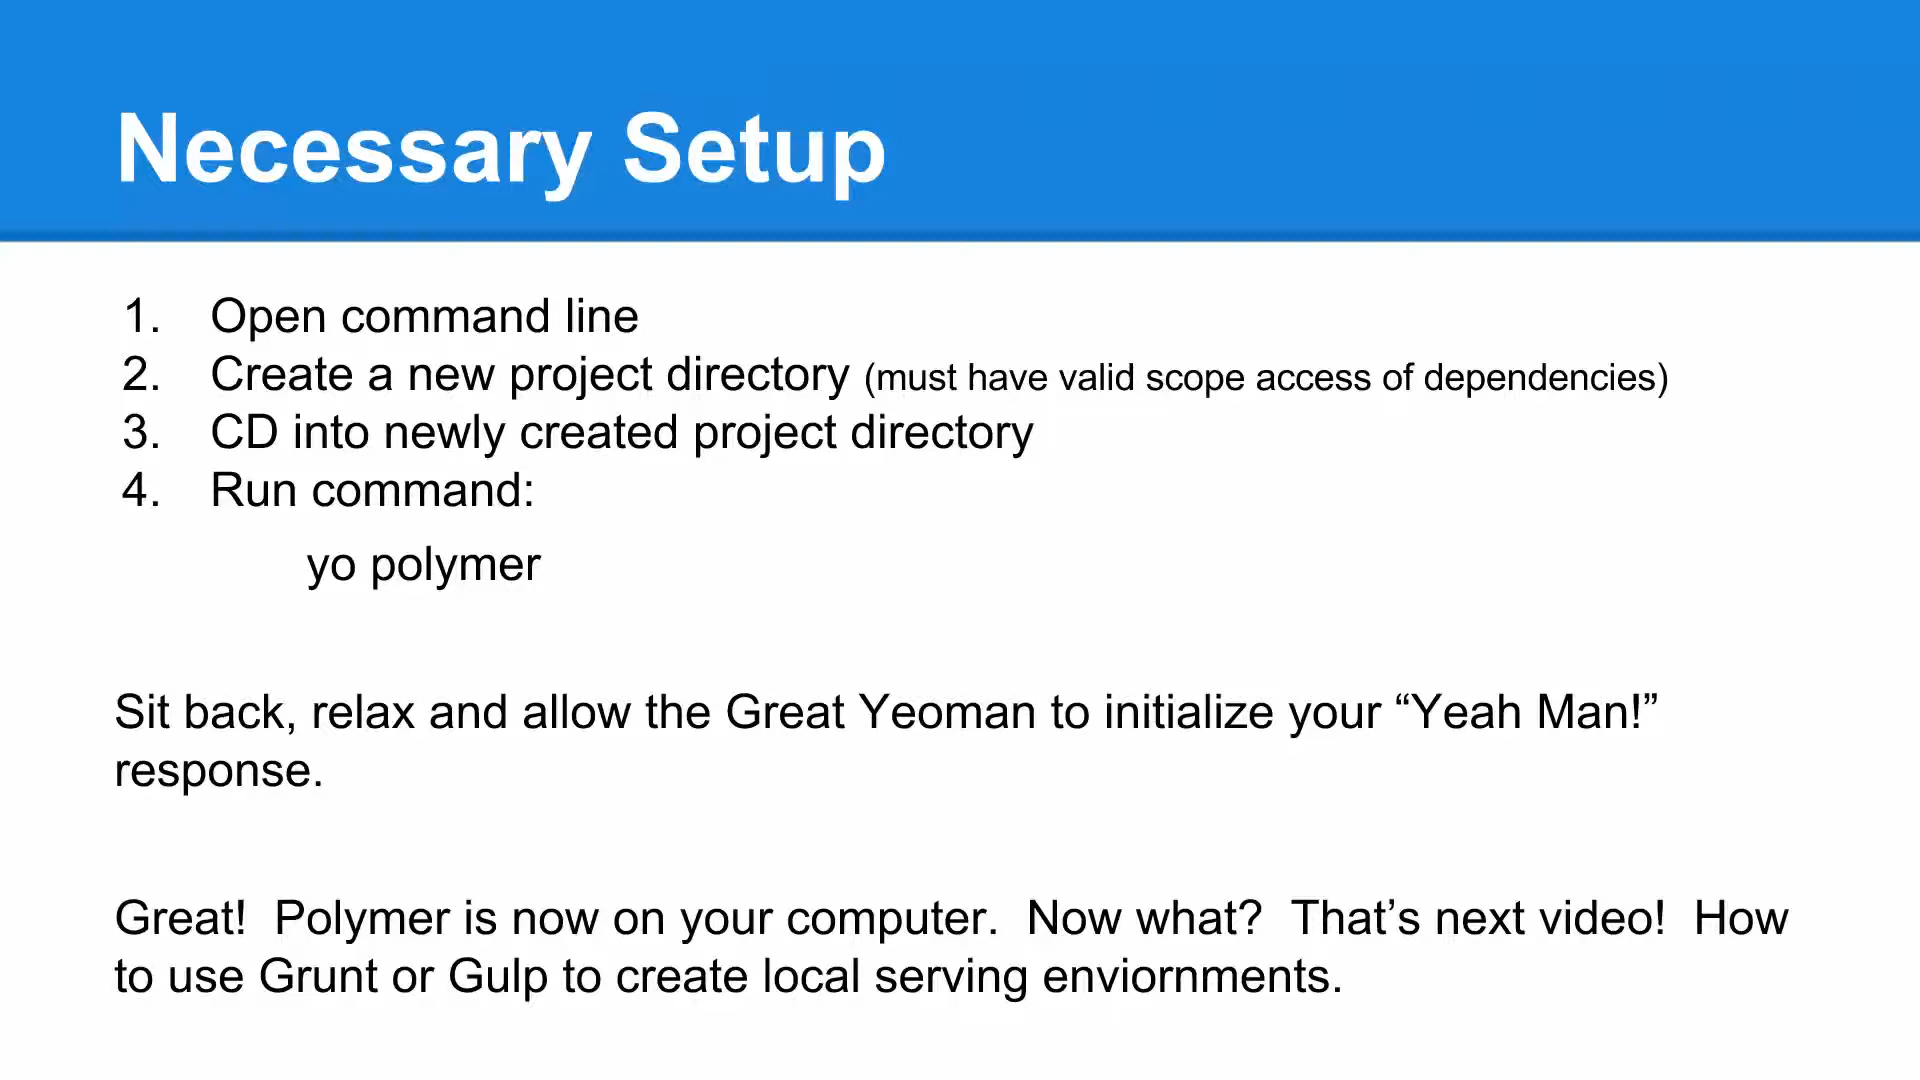 Necessary Setup
1. Open command line
2. Create a new project directory (must have valid scope access of dependencies)
3. CD into newly created project directory
4. Run command:
yo polymer
Sit back, relax and allow the Great Yeoman to initialize your “Yeah Man!”
response.
Great!  Polymer is now on your computer.  Now what?  That’s next video!  How
to use Grunt or Gulp to create local serving enviornments.